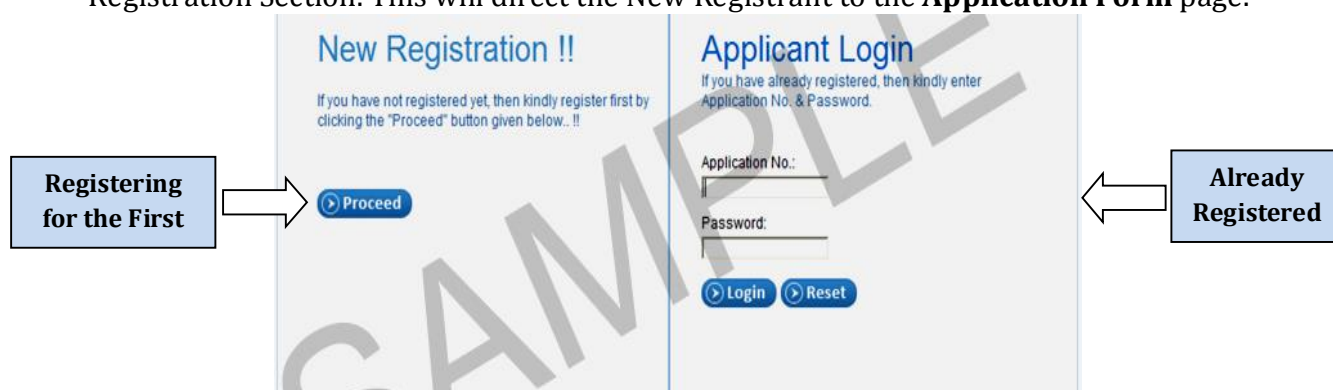 Registration Section. This will direct the New Registrant to the Application Form page.
New Registration !!
If you have not registered yet, then kindly register first by
clicking the "Proceed" button given below.. !!
Proceed
Applicant Login
If you have already registered, then kindly enter
Application No. & Password.
Application No.:
Password:
Login Reset
Registering
for the First
Already
Registered
SAMPLE